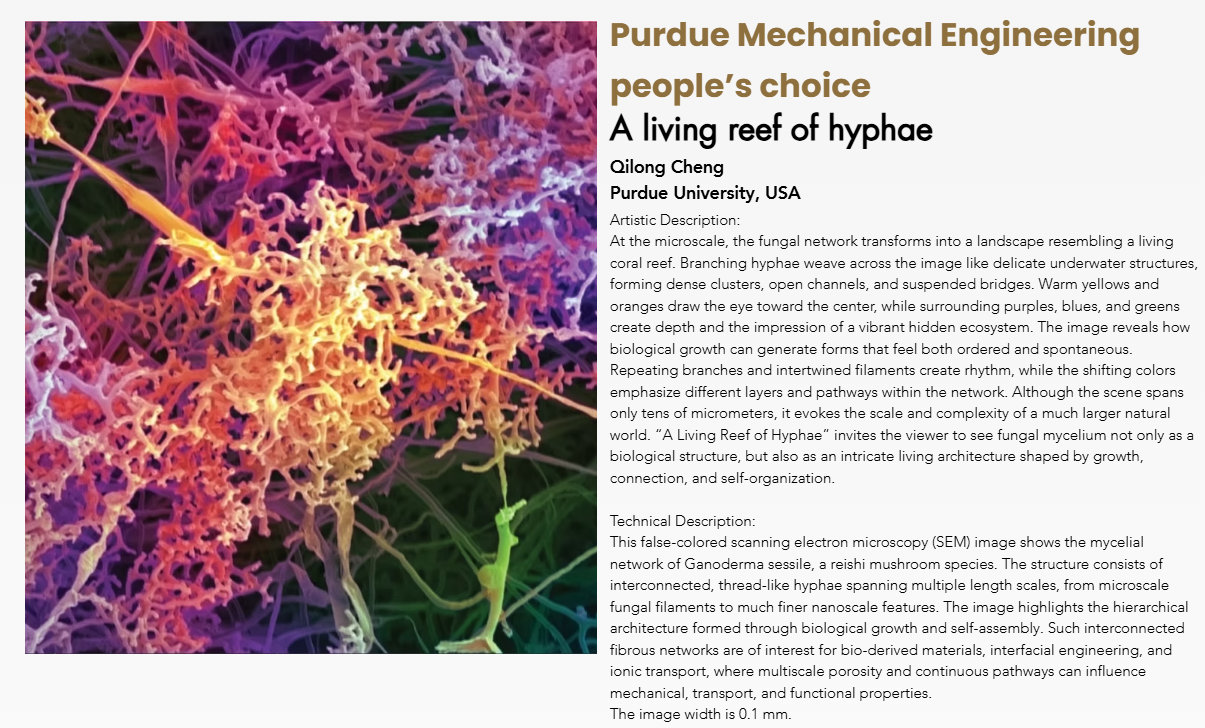 Purdue Mechanical Engineering
people’s choice
A living reef of hyphae
Qilong Cheng
Purdue University, USA
Artistic Description:
At the microscale, the fungal network transforms into a landscape resembling a living
coral reef. Branching hyphae weave across the image like delicate underwater structures,
forming dense clusters, open channels, and suspended bridges. Warm yellows and
oranges draw the eye toward the center, while surrounding purples, blues, and greens
create depth and the impression of a vibrant hidden ecosystem. The image reveals how
biological growth can generate forms that feel both ordered and spontaneous.
Repeating branches and intertwined filaments create rhythm, while the shifting colors
emphasize different layers and pathways within the network. Although the scene spans
only tens of micrometers, it evokes the scale and complexity of a much larger natural
world. “A Living Reef of Hyphae” invites the viewer to see fungal mycelium not only as a
biological structure, but also as an intricate living architecture shaped by growth,
connection, and self-organization.
Technical Description:
This false-colored scanning electron microscopy (SEM) image shows the mycelial
network of Ganoderma sessile, a reishi mushroom species. The structure consists of
interconnected, thread-like hyphae spanning multiple length scales, from microscale
fungal filaments to much finer nanoscale features. The image highlights the hierarchical
architecture formed through biological growth and self-assembly. Such interconnected
fibrous networks are of interest for bio-derived materials, interfacial engineering, and
ionic transport, where multiscale porosity and continuous pathways can influence
mechanical, transport, and functional properties.
The image width is 0.1 mm.